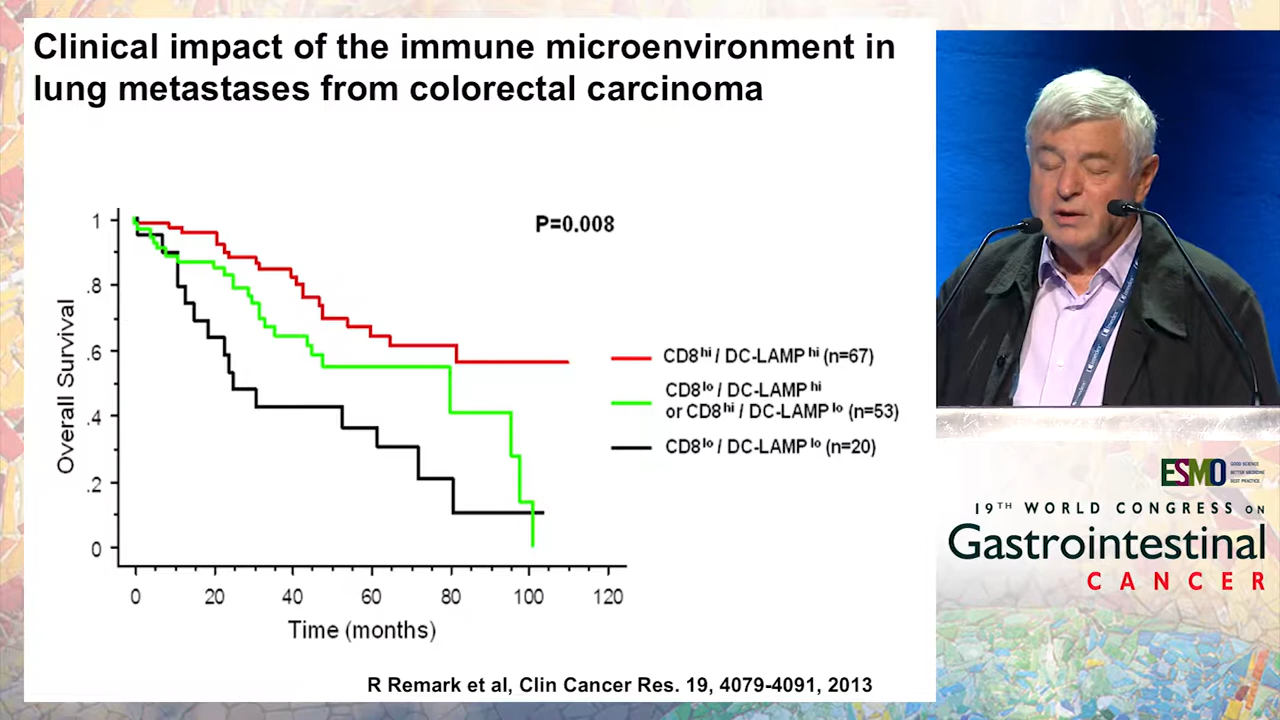 Clinical impact of the immune microenvironment in
lung metastases from colorectal carcinoma
P=0.008
1
.8
.6
.4
.2
0
Overall Survival
CD8hi / DC-LAMPhi (n=67)
CD8lo / DC-LAMPhi
or CD8hi / DC-LAMPlo (n=53)
CD8lo / DC-LAMPlo (n=20)
0 20 40 60 80 100 120
Time (months)
R Remark et al, Clin Cancer Res. 19, 4079-4091, 2013
ESMO
GOOD SCIENCE
BETTER MEDICINE
BEST PRACTICE
19TH WORLD CONGRESS ON
Gastrointestinal
CANCER